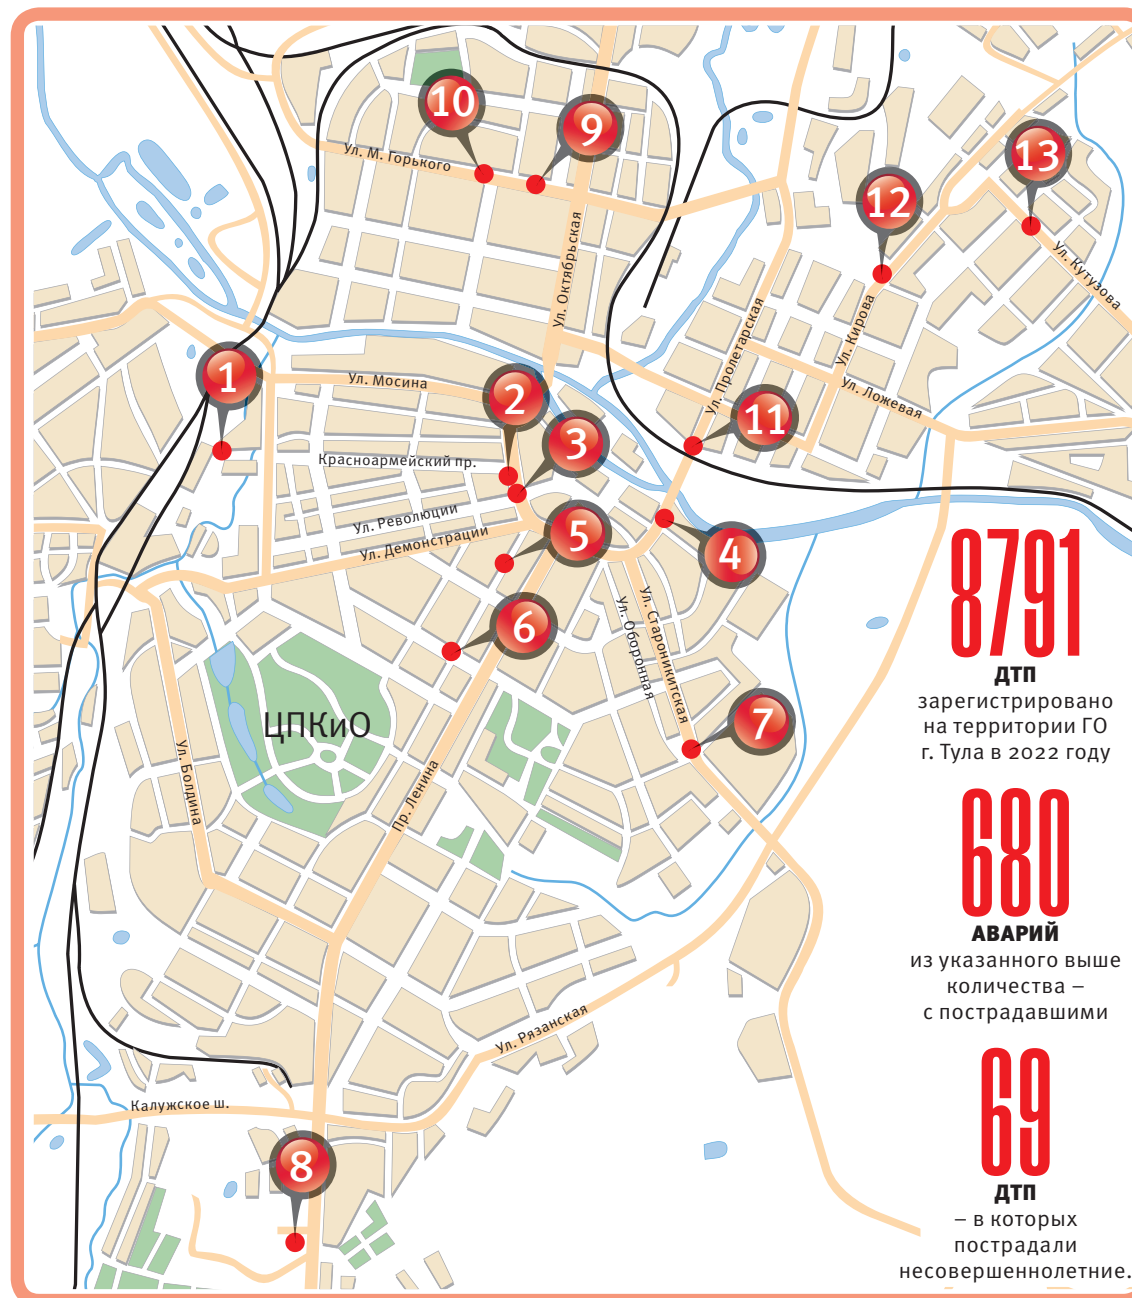 10
9
Ул. М. Горького
13
12
Ул. Октябрьская
Ул. Кутузова
Ул. Пролетарская
Ул. Кирова
1
Ул. Мосина
2
Ул. Ложевая
3
11
Красноармейский пр.
Ул. Революции
Ул. Демонстрации
5
4
6
Ул. Староникитская
Ул. Оборонная
7
ЦПКиО
Ул. Болдина
Пр. Ленина
Ул. Рязанская
Калужское ш.
8
8791
ДТП
зарегистрировано
на территории ГО
г. Тула в 2022 году
680
АВАРИЙ
из указанного выше
количества –
с пострадавшими
69
ДТП
– в которых
пострадали
несовершеннолетние.